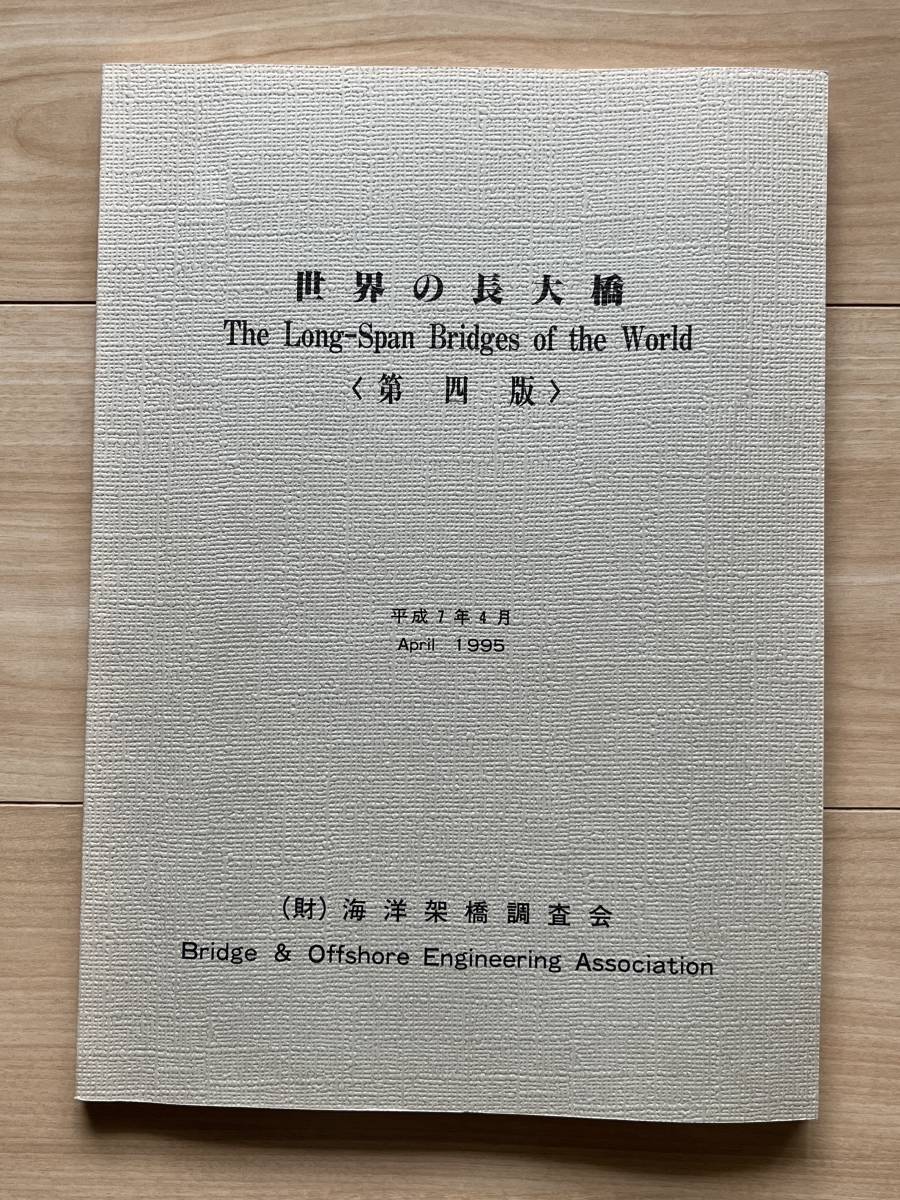 世界の長大橋
The Long-Span Bridges of the World
〈第四版〉
平成7年4月
April 1995
(財)海洋架橋調査会
Bridge & Offshore Engineering Association